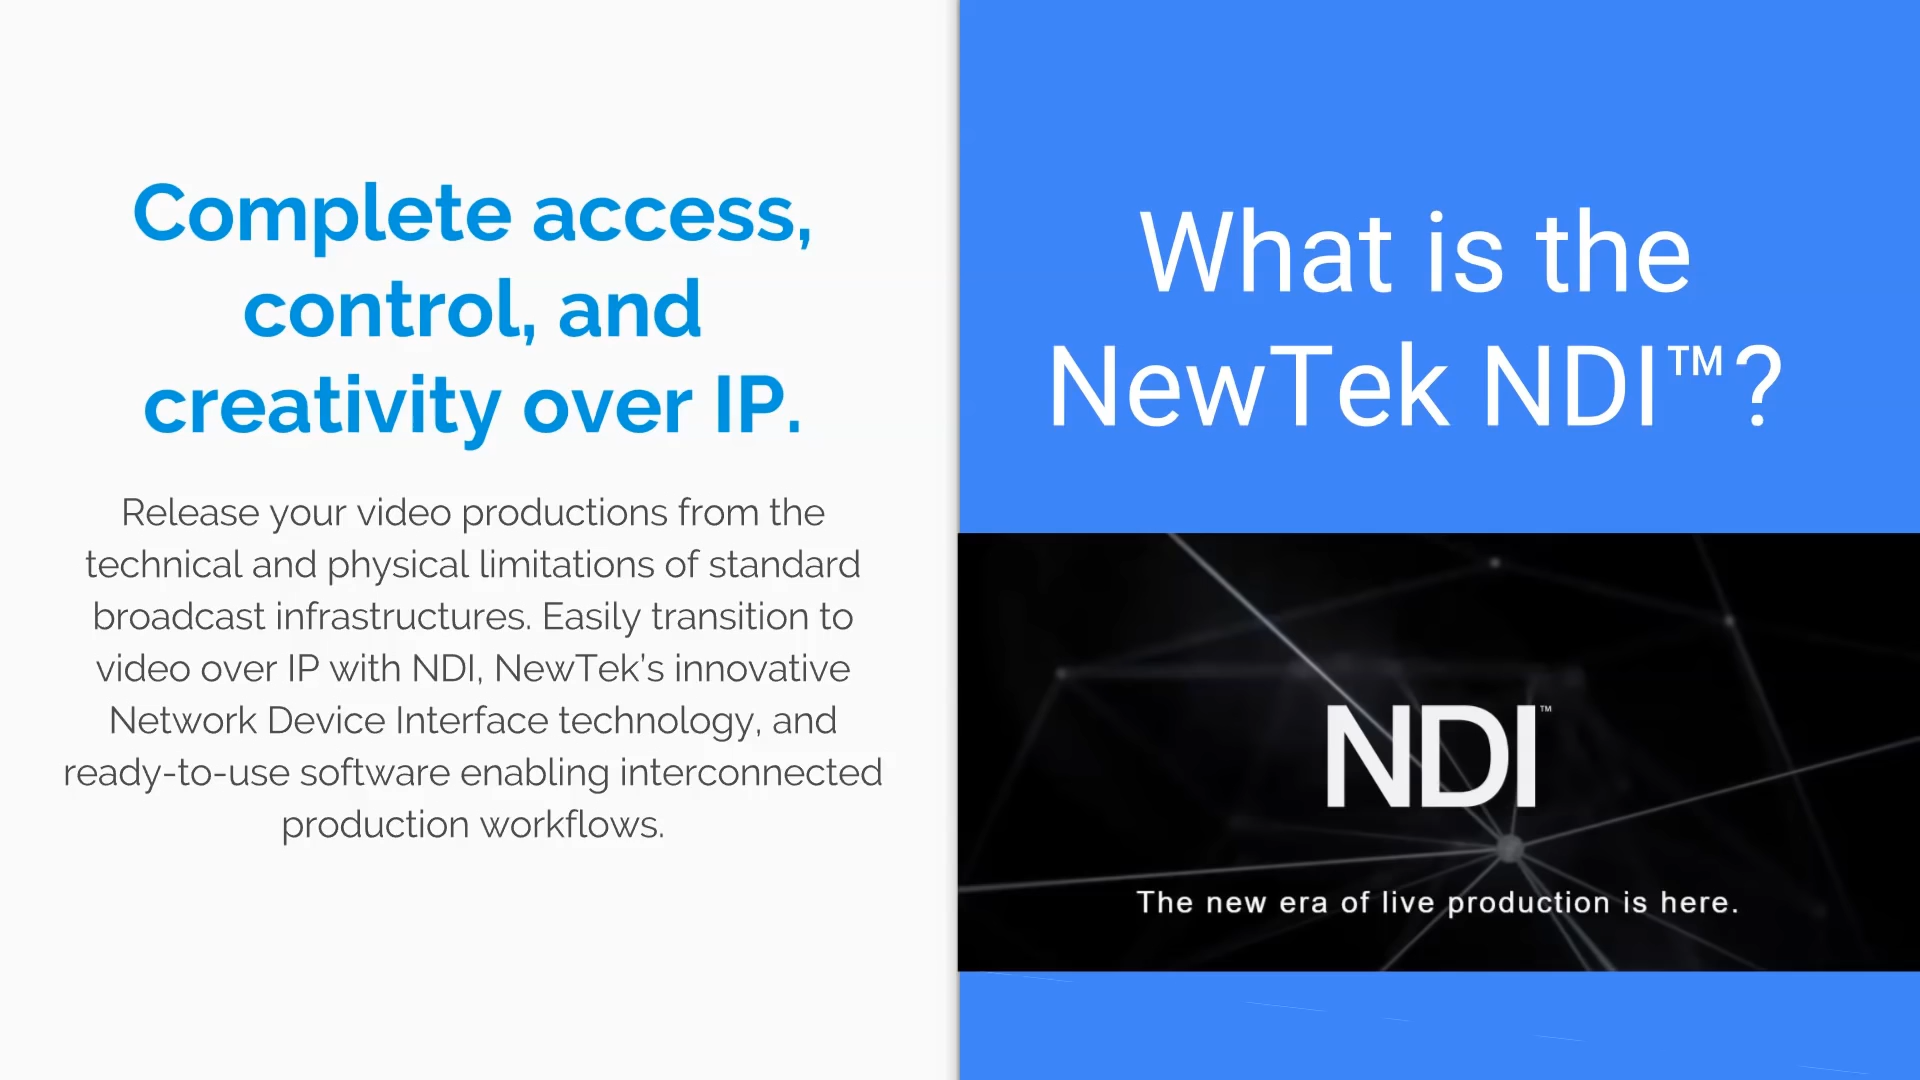 Complete access,
control, and
creativity over IP.
Release your video productions from the
technical and physical limitations of standard
broadcast infrastructures. Easily transition to
video over IP with NDI, NewTek’s innovative
Network Device Interface technology, and
ready-to-use software enabling interconnected
production workflows.
What is the
NewTek NDI™?
NDI™
The new era of live production is here.